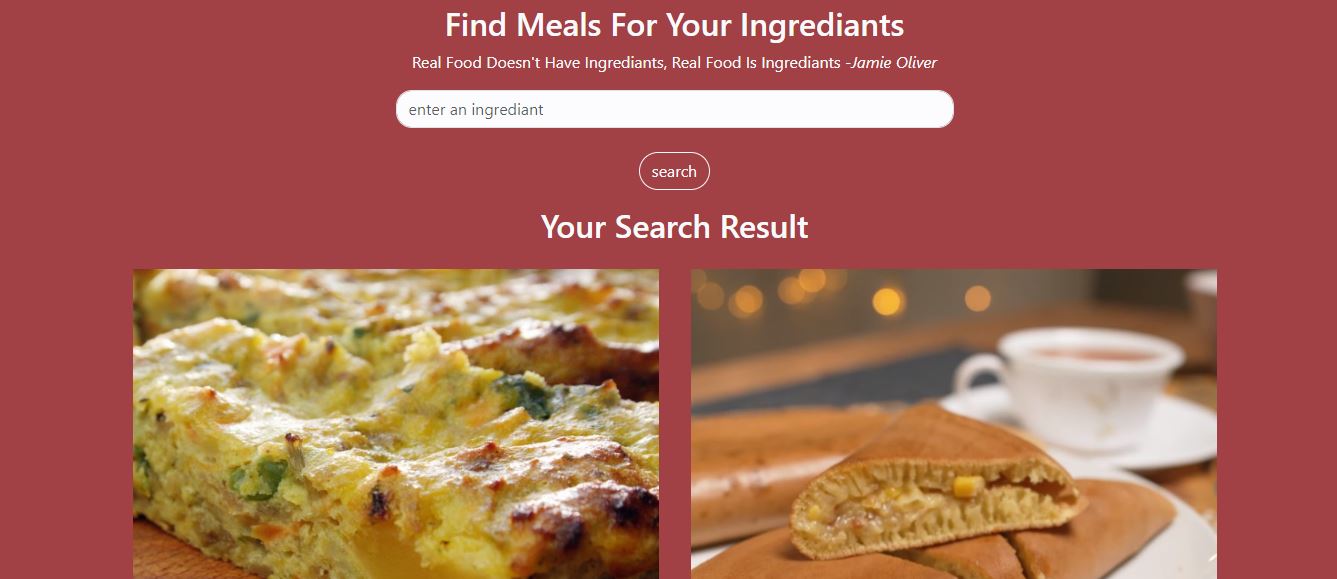 Find Meals For Your Ingrediants
Real Food Doesn't Have Ingrediants, Real Food Is Ingrediants -Jamie Oliver
enter an ingrediant
search
Your Search Result